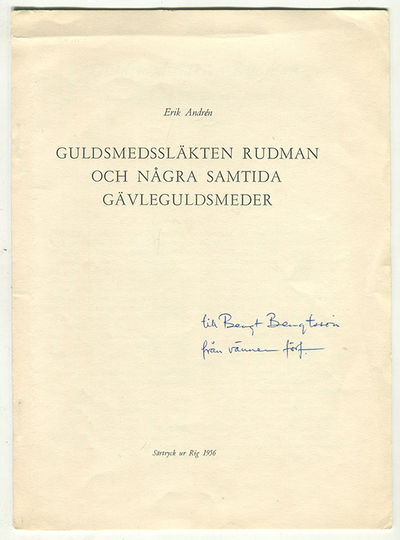 Erik Andrén
GULDSMEDSSLÄKTEN RUDMAN
OCH NÅGRA SAMTIDA
GÄVLEGULDSMEDER
till Bengt Bengtsson
från vännen förf.
Särtryck ur Rig 1956